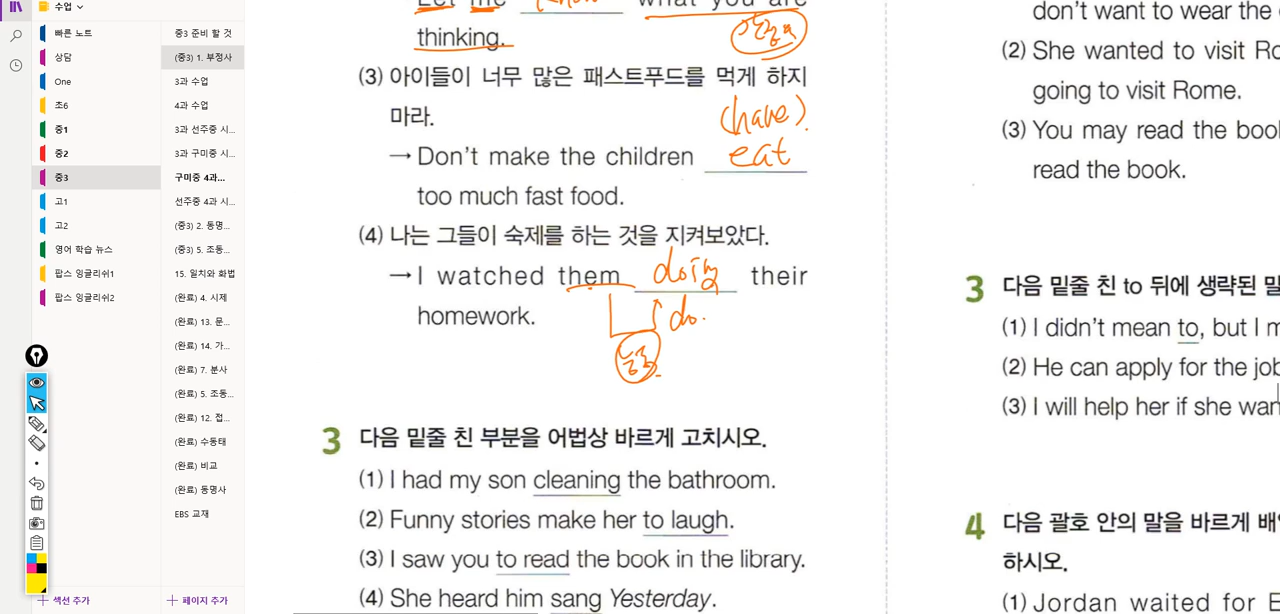 수업
빠른 노트
상담
One
초6
중1
중2
중3
고1
고2
영어 학습 뉴스
팝스 잉글리쉬1
팝스 잉글리쉬2
섹션 추가
중3 준비 할 것
(중3) 1. 부정사
3과 수업
4과 수업
3과 선주중 시...
3과 구미중 시...
구미중 4과...
선주중 4과 시...
(중3) 2. 동명...
(중3) 5. 조동...
15. 일치와 화법
(완료) 4. 시제
(완료) 13. 문...
(완료) 14. 가...
(완료) 7. 분사
(완료) 5. 조동...
(완료) 12. 접...
(완료) 수동태
(완료) 비교
(완료) 동명사
EBS 교재
페이지 추가
Let me know what you are
thinking.
(3) 아이들이 너무 많은 패스트푸드를 먹게 하지
마라.
(have).
→ Don't make the children eat
too much fast food.
(4) 나는 그들이 숙제를 하는 것을 지켜보았다.
→ I watched them doing their
homework. do.
능동
3 다음 밑줄 친 부분을 어법상 바르게 고치시오.
(1) I had my son cleaning the bathroom.
(2) Funny stories make her to laugh.
(3) I saw you to read the book in the library.
(4) She heard him sang Yesterday.
don't want to wear the
(2) She wanted to visit Ro
going to visit Rome.
(3) You may read the book
read the book.
3 다음 밑줄 친 to 뒤에 생략된 말
(1) I didn't mean to, but I m
(2) He can apply for the job
(3) I will help her if she wan
4 다음 괄호 안의 말을 바르게 배
하시오.
(1) Jordan waited for E